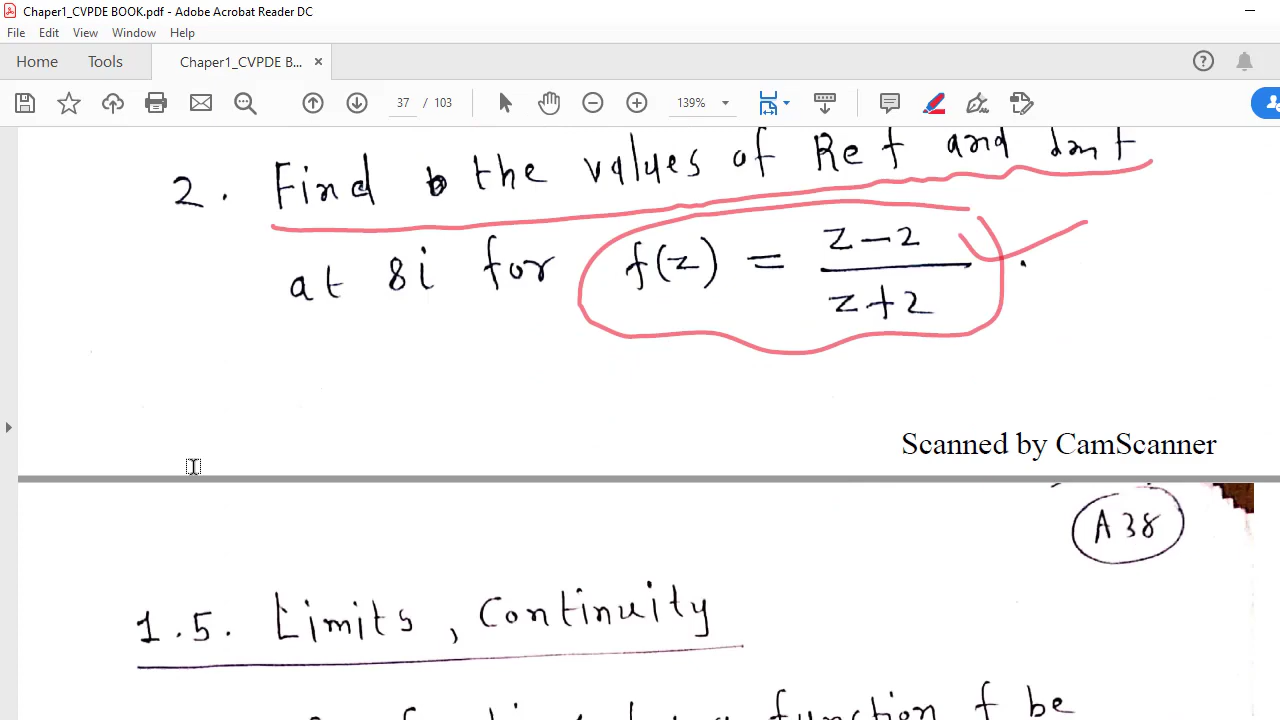 Chaper1_CVPDE BOOK.pdf - Adobe Acrobat Reader DC
File Edit View Window Help
Home Tools Chaper1_CVPDE B... ×
37 / 103 139%
2. Find the values of Re f and Im f
at 8i for f(z) = z-2 / z+2 .
Scanned by CamScanner
A 38
1.5. Limits, Continuity
a function f be